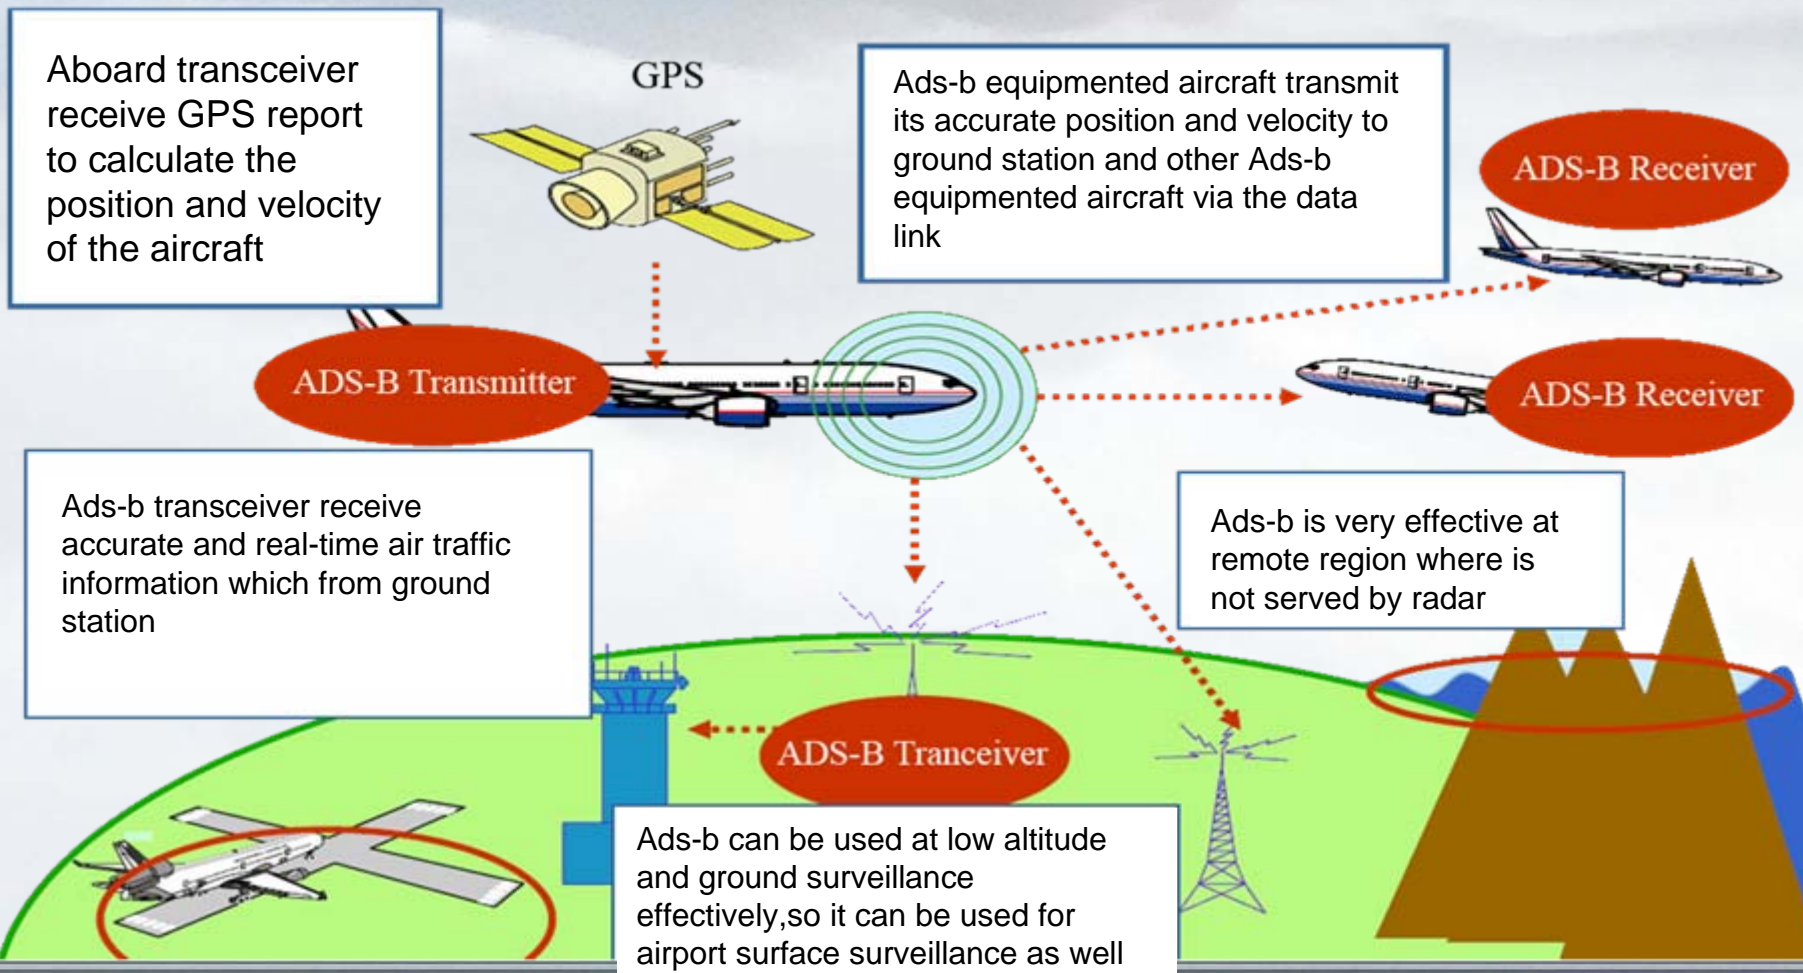 Aboard transceiver
receive GPS report
to calculate the
position and velocity
of the aircraft
GPS
Ads-b equipmented aircraft transmit
its accurate position and velocity to
ground station and other Ads-b
equipmented aircraft via the data
link
ADS-B Receiver
ADS-B Transmitter
ADS-B Receiver
Ads-b transceiver receive
accurate and real-time air traffic
information which from ground
station
Ads-b is very effective at
remote region where is
not served by radar
ADS-B Tranceiver
Ads-b can be used at low altitude
and ground surveillance
effectively,so it can be used for
airport surface surveillance as well